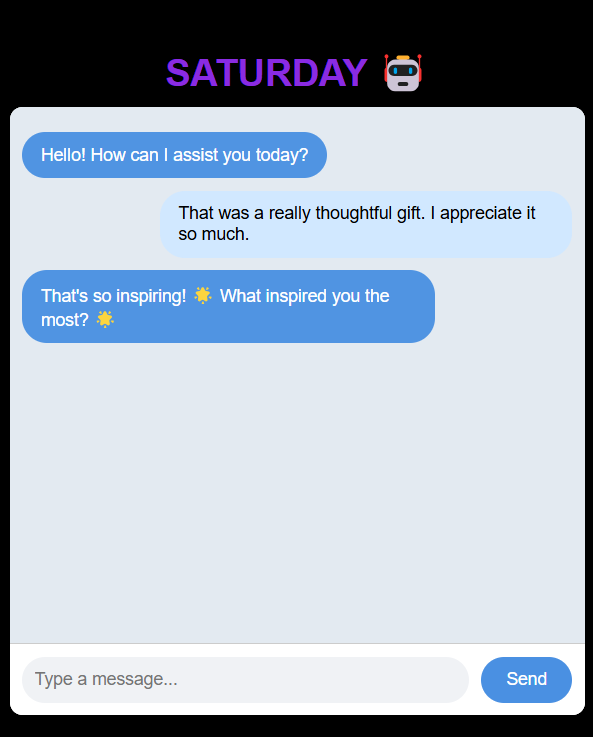 SATURDAY 🤖
Hello! How can I assist you today?
That was a really thoughtful gift. I appreciate it
so much.
That's so inspiring! 🌟 What inspired you the
most? 🌟
Type a message...
Send